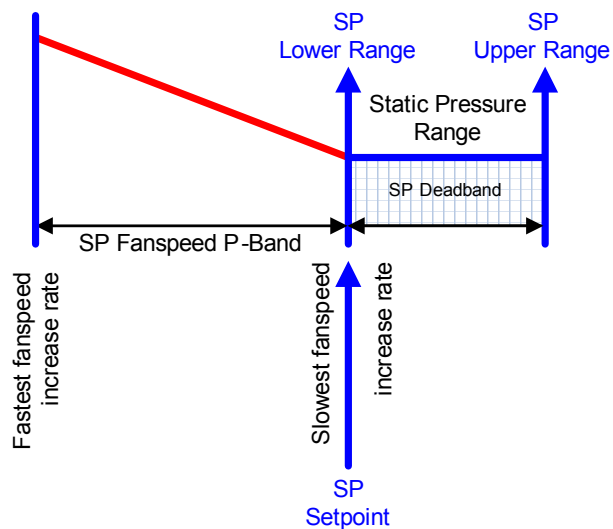 SP
Lower Range
SP
Upper Range
Static Pressure
Range
SP Deadband
SP Fanspeed P-Band
Fastest fanspeed
increase rate
Slowest fanspeed
increase rate
SP
Setpoint